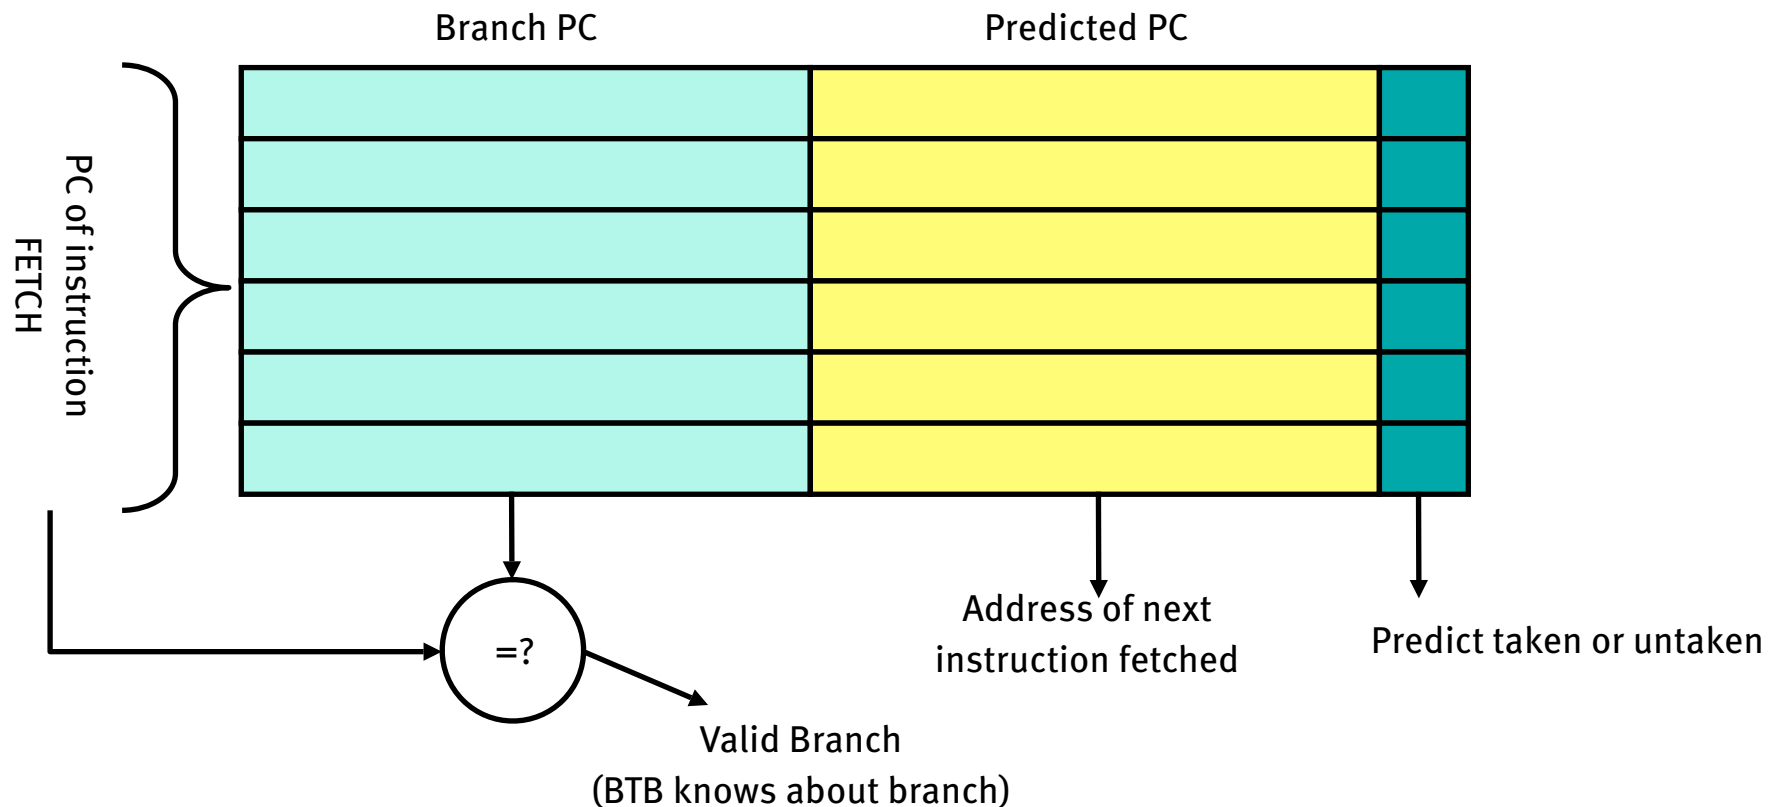 Branch PC
Predicted PC
PC of instruction
FETCH
=?
Address of next
instruction fetched
Predict taken or untaken
Valid Branch
(BTB knows about branch)